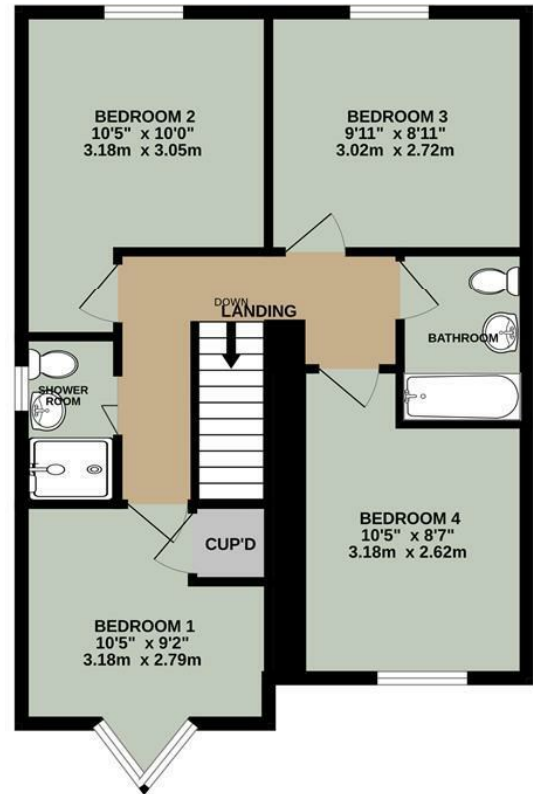 BEDROOM 2
10'5" x 10'0"
3.18m x 3.05m
BEDROOM 3
9'11" x 8'11"
3.02m x 2.72m
DOWN
LANDING
BATHROOM
SHOWER
ROOM
BEDROOM 4
10'5" x 8'7"
3.18m x 2.62m
CUP'D
BEDROOM 1
10'5" x 9'2"
3.18m x 2.79m